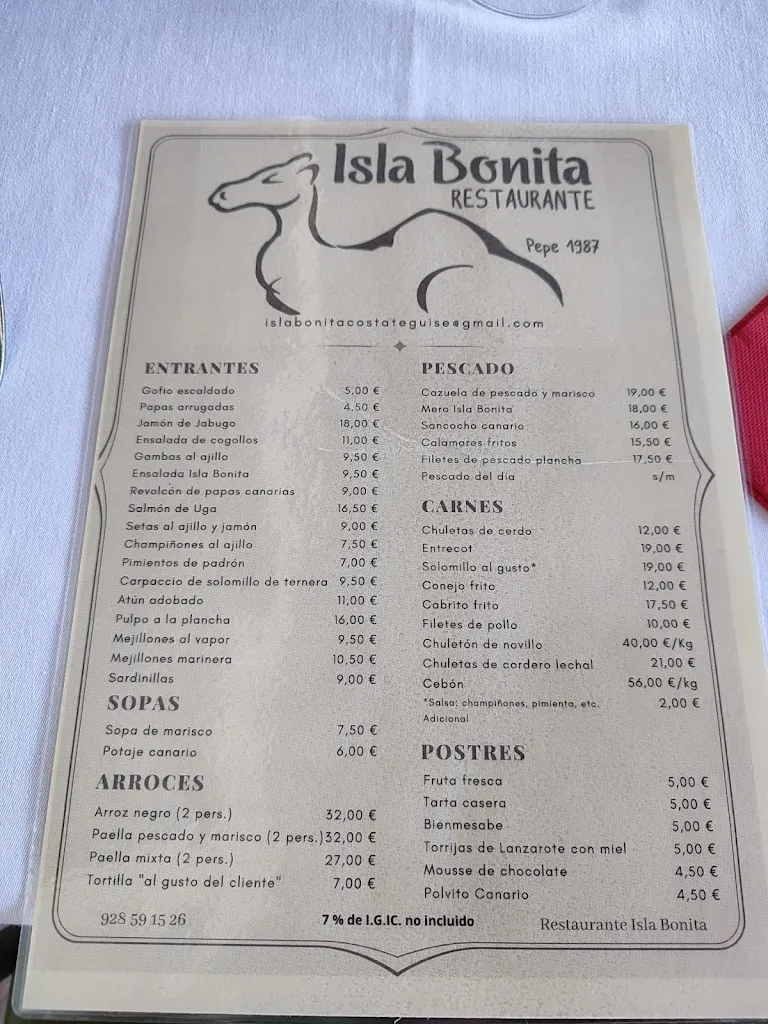 Isla Bonita
RESTAURANTE
Pepe 1987
islabonitacostateguise@gmail.com
ENTRANTES
Gofio escaldado 5,00 €
Papas arrugadas 4,50 €
Jamón de Jabugo 18,00 €
Ensalada de cogollos 11,00 €
Gambas al ajillo 9,50 €
Ensalada Isla Bonita 9,50 €
Revolcón de papas canarias 9,00 €
Salmón de Uga 16,50 €
Setas al ajillo y jamón 9,00 €
Champiñones al ajillo 7,50 €
Pimientos de padrón 7,00 €
Carpaccio de solomillo de ternera 9,50 €
Atún adobado 11,00 €
Pulpo a la plancha 16,00 €
Mejillones al vapor 9,50 €
Mejillones marinera 10,50 €
Sardinillas 9,00 €
SOPAS
Sopa de marisco 7,50 €
Potaje canario 6,00 €
ARROCES
Arroz negro (2 pers.) 32,00 €
Paella pescado y marisco (2 pers.) 32,00 €
Paella mixta (2 pers.) 27,00 €
Tortilla "al gusto del cliente" 7,00 €
PESCADO
Cazuela de pescado y marisco 19,00 €
Mero Isla Bonita 18,00 €
Sancocho canario 16,00 €
Calamares fritos 15,50 €
Filetes de pescado plancha 17,50 €
Pescado del dia s/m
CARNES
Chuletas de cerdo 12,00 €
Entrecot 19,00 €
Solomillo al gusto* 19,00 €
Conejo frito 12,00 €
Cabrito frito 17,50 €
Filetes de pollo 10,00 €
Chuletón de novillo 40,00 €/Kg
Chuletas de cordero lechal 21,00 €
Cebón 56,00 €/kg
*Salsa: champiñones, pimienta, etc. 2,00 €
Adicional
POSTRES
Fruta fresca 5,00 €
Tarta casera 5,00 €
Bienmesabe 5,00 €
Torrijas de Lanzarote con miel 5,00 €
Mousse de chocolate 4,50 €
Polvito Canario 4,50 €
928 59 15 26
7 % de I.G.IC. no incluido
Restaurante Isla Bonita